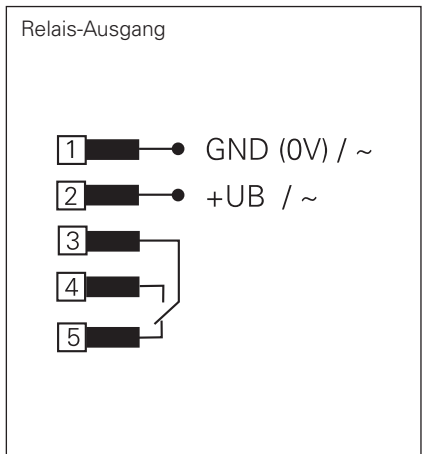 Relais-Ausgang
1 GND (0V) / ~
2 +UB / ~
3
4
5